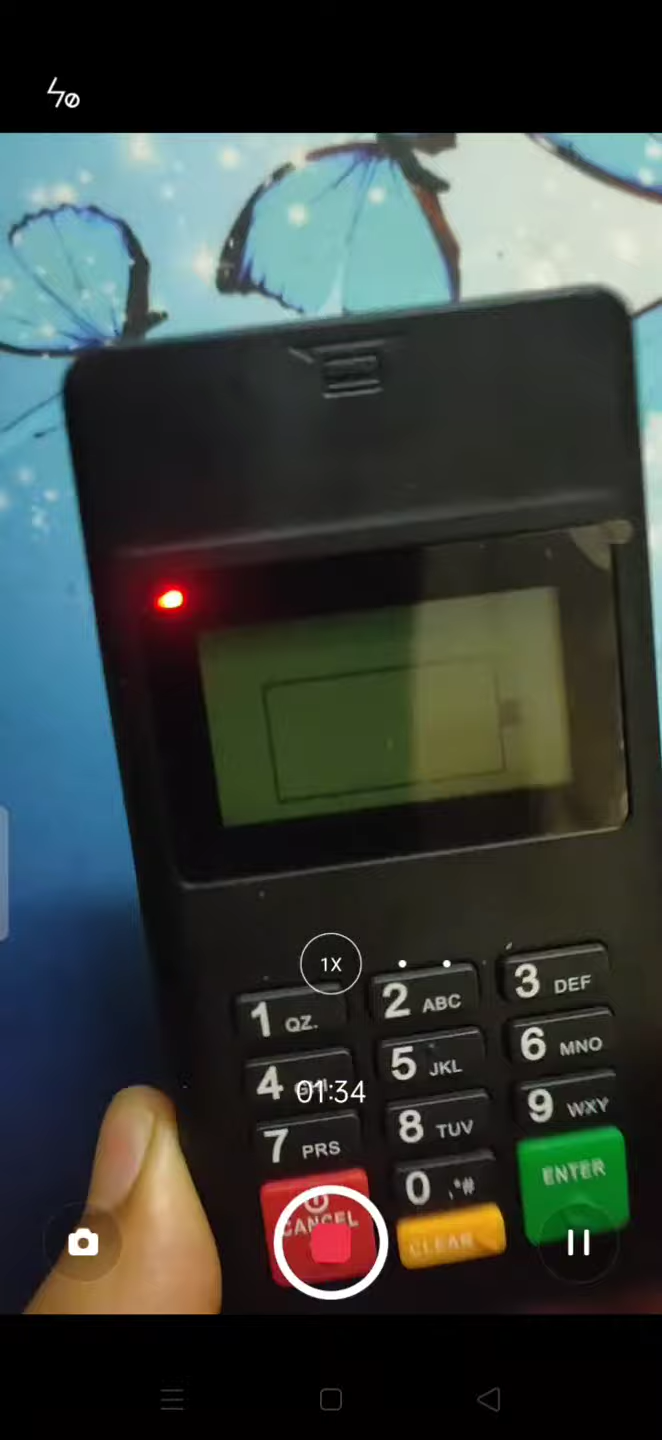 1X
1 QZ.
2 ABC
3 DEF
4
5 JKL
6 MNO
01:34
7 PRS
8 TUV
9 WXY
0 ,*#
ENTER
CANCEL
CLEAR